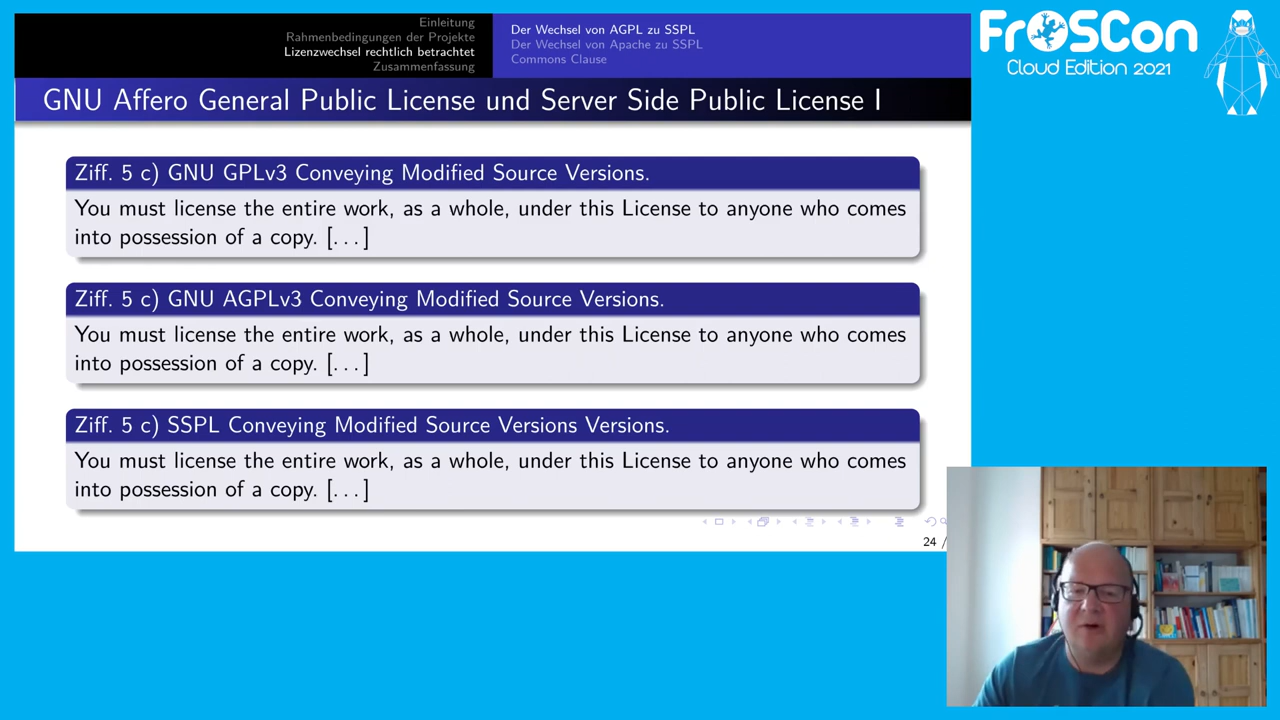 Einleitung
Rahmenbedingungen der Projekte
Lizenzwechsel rechtlich betrachtet
Zusammenfassung
Der Wechsel von AGPL zu SSPL
Der Wechsel von Apache zu SSPL
Commons Clause
FrOSCon
Cloud Edition 2021
GNU Affero General Public License und Server Side Public License I
Ziff. 5 c) GNU GPLv3 Conveying Modified Source Versions.
You must license the entire work, as a whole, under this License to anyone who comes
into possession of a copy. [...]
Ziff. 5 c) GNU AGPLv3 Conveying Modified Source Versions.
You must license the entire work, as a whole, under this License to anyone who comes
into possession of a copy. [...]
Ziff. 5 c) SSPL Conveying Modified Source Versions Versions.
You must license the entire work, as a whole, under this License to anyone who comes
into possession of a copy. [...]
24 /